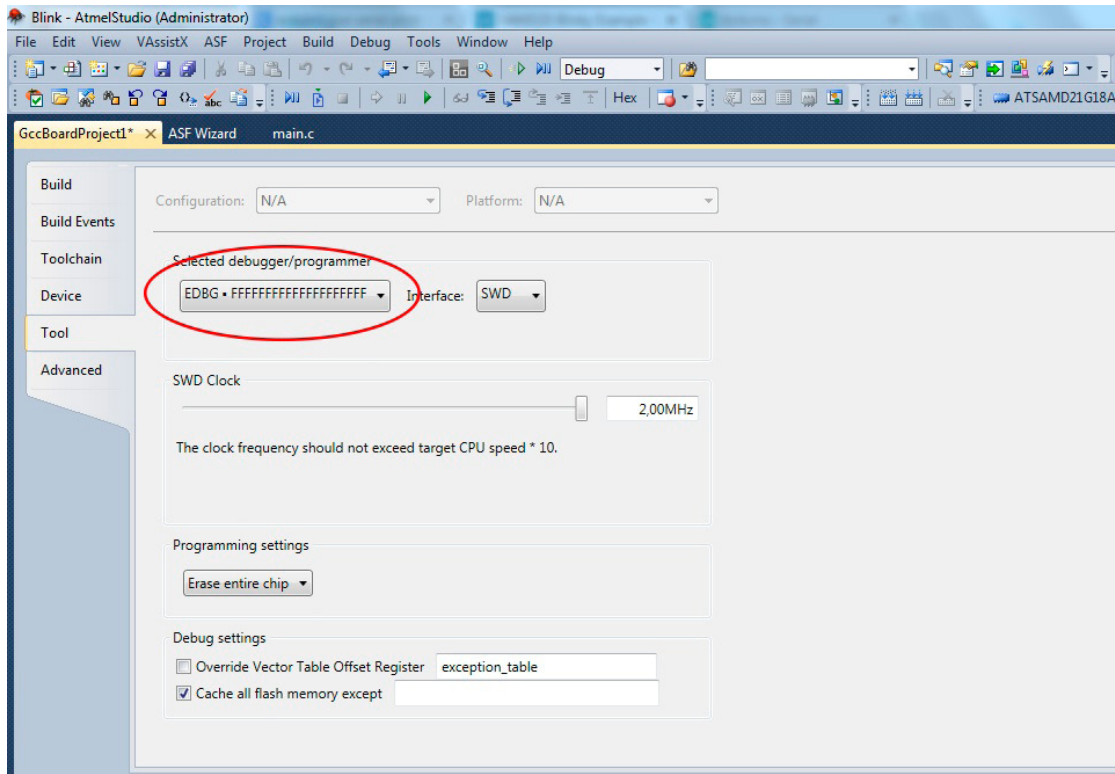 Blink - AtmelStudio (Administrator)
File Edit View VAssistX ASF Project Build Debug Tools Window Help
Debug
Hex ATSAMD21G18A
GccBoardProject1* ASF Wizard main.c
Build
Build Events
Toolchain
Device
Tool
Advanced
Configuration: N/A Platform: N/A
Selected debugger/programmer
EDBG • FFFFFFFFFFFFFFFFFFFF Interface: SWD
SWD Clock
2,00MHz
The clock frequency should not exceed target CPU speed * 10.
Programming settings
Erase entire chip
Debug settings
Override Vector Table Offset Register exception_table
Cache all flash memory except